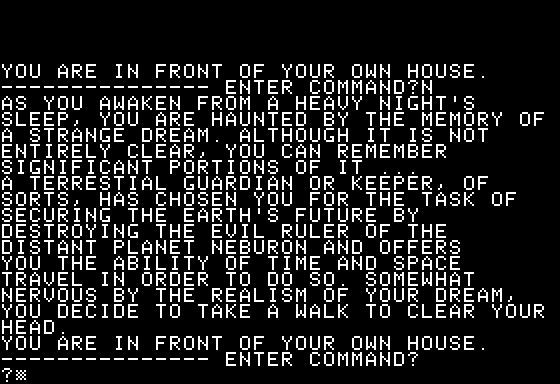 YOU ARE IN FRONT OF YOUR OWN HOUSE.
---------------- ENTER COMMAND?N
AS YOU AWAKEN FROM A HEAVY NIGHT'S
SLEEP, YOU ARE HAUNTED BY THE MEMORY OF
A STRANGE DREAM. ALTHOUGH IT IS NOT
ENTIRELY CLEAR, YOU CAN REMEMBER
SIGNIFICANT PORTIONS OF IT ...
A TERRESTIAL GUARDIAN OR KEEPER, OF
SORTS, HAS CHOSEN YOU FOR THE TASK OF
SECURING THE EARTH'S FUTURE BY
DESTROYING THE EVIL RULER OF THE
DISTANT PLANET NEBURON AND OFFERS
YOU THE ABILITY OF TIME AND SPACE
TRAVEL IN ORDER TO DO SO. SOMEWHAT
NERVOUS BY THE REALISM OF YOUR DREAM,
YOU DECIDE TO TAKE A WALK TO CLEAR YOUR
HEAD.
YOU ARE IN FRONT OF YOUR OWN HOUSE.
---------------- ENTER COMMAND?
?※